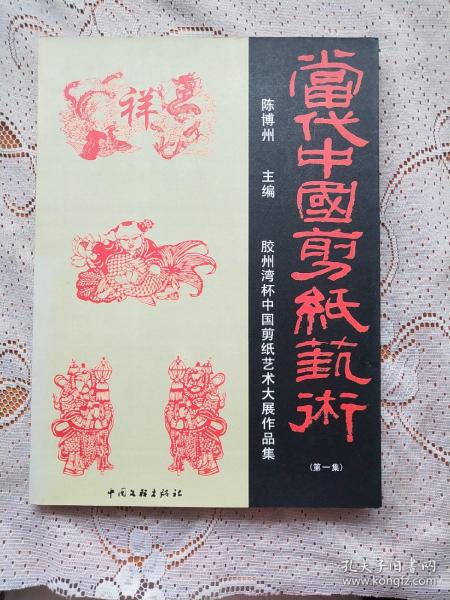 當代中國剪紙藝術
(第一集)
陈博州 主编
胶州湾杯中国剪纸艺术大展作品集
祥
中国文联出版社
孔夫子旧书网
kongfz.com